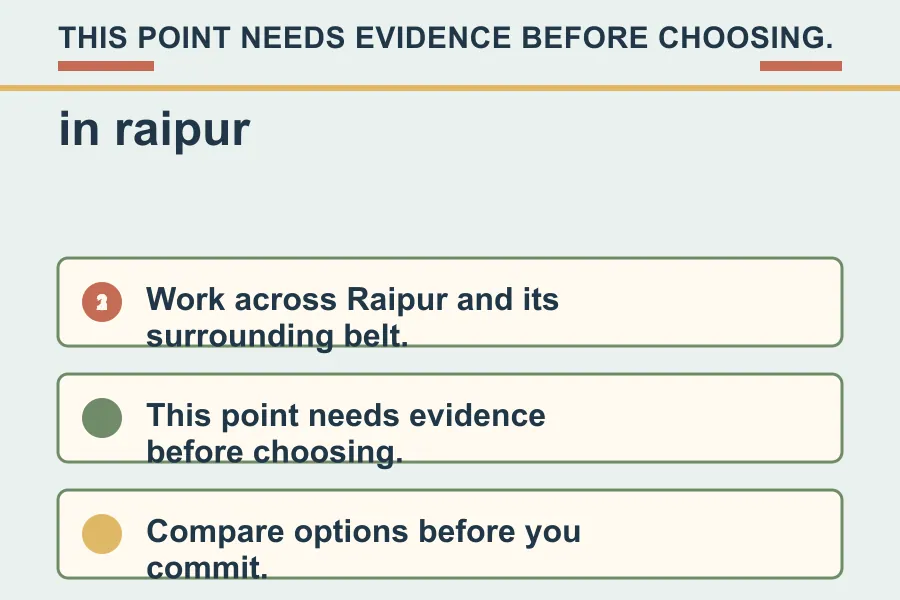 THIS POINT NEEDS EVIDENCE BEFORE CHOOSING.
in raipur
Work across Raipur and its
surrounding belt.
This point needs evidence
before choosing.
Compare options before you
commit.